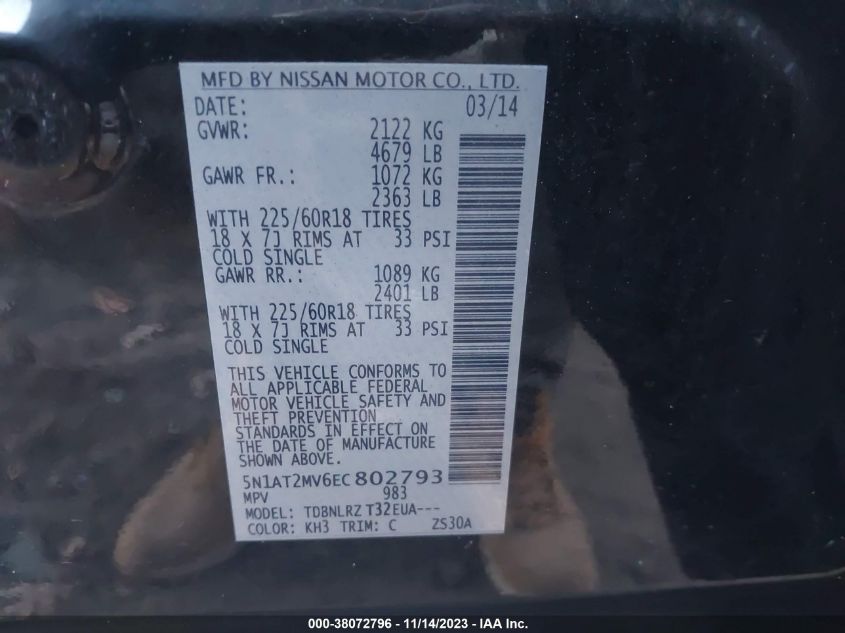 MFD BY NISSAN MOTOR CO., LTD.
DATE: 03/14
GVWR: 2122 KG
4679 LB
GAWR FR.: 1072 KG
2363 LB
WITH 225/60R18 TIRES
18 X 7J RIMS AT 33 PSI
COLD SINGLE
GAWR RR.: 1089 KG
2401 LB
WITH 225/60R18 TIRES
18 X 7J RIMS AT 33 PSI
COLD SINGLE
THIS VEHICLE CONFORMS TO
ALL APPLICABLE FEDERAL
MOTOR VEHICLE SAFETY AND
THEFT PREVENTION
STANDARDS IN EFFECT ON
THE DATE OF MANUFACTURE
SHOWN ABOVE.
5N1AT2MV6EC802793
MPV 983
MODEL: TDBNLRZ T32EUA---
COLOR: KH3 TRIM: C ZS30A
000-38072796 - 11/14/2023 - IAA Inc.